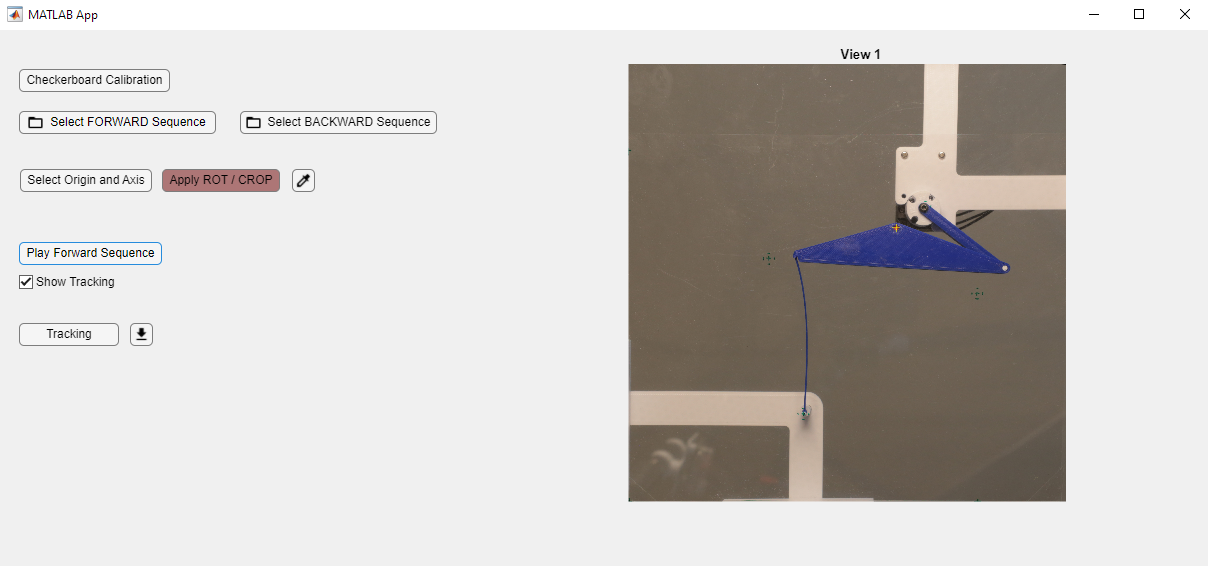 MATLAB App
View 1
Checkerboard Calibration
Select FORWARD Sequence
Select BACKWARD Sequence
Select Origin and Axis
Apply ROT / CROP
Play Forward Sequence
Show Tracking
Tracking